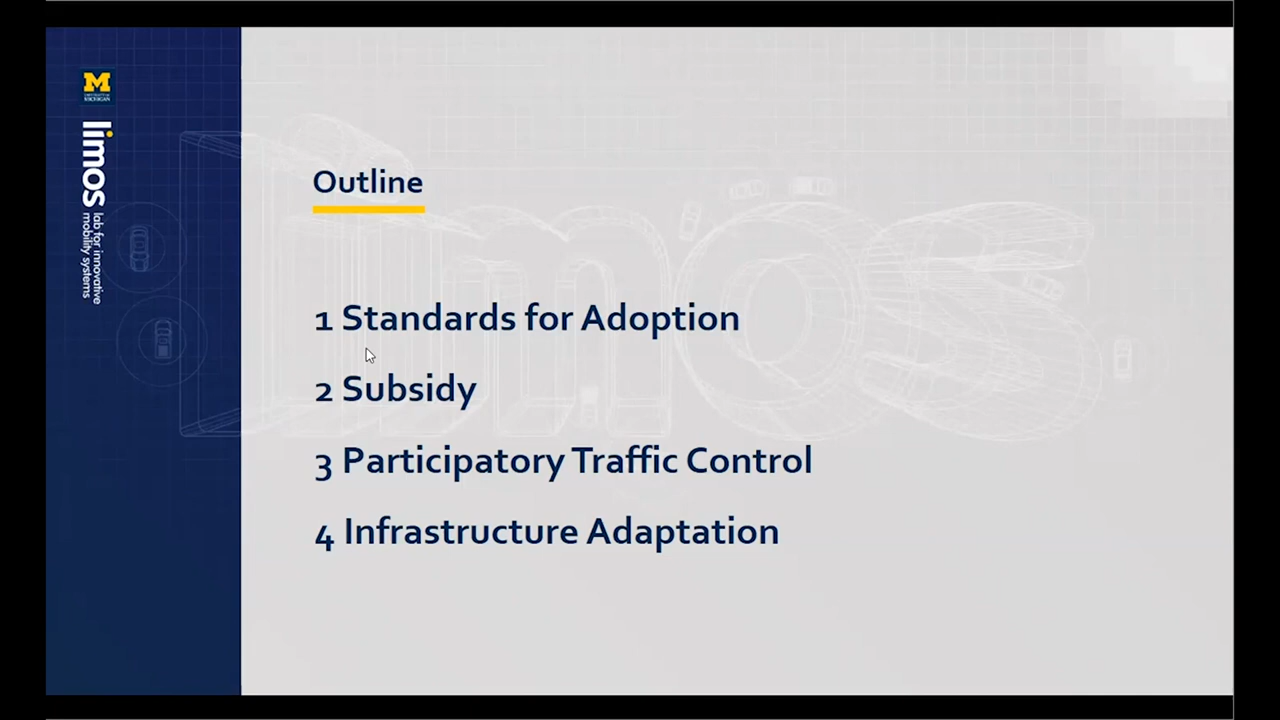 M
UNIVERSITY OF
MICHIGAN
limos
lab for innovative
mobility systems
Outline
1 Standards for Adoption
2 Subsidy
3 Participatory Traffic Control
4 Infrastructure Adaptation
limos